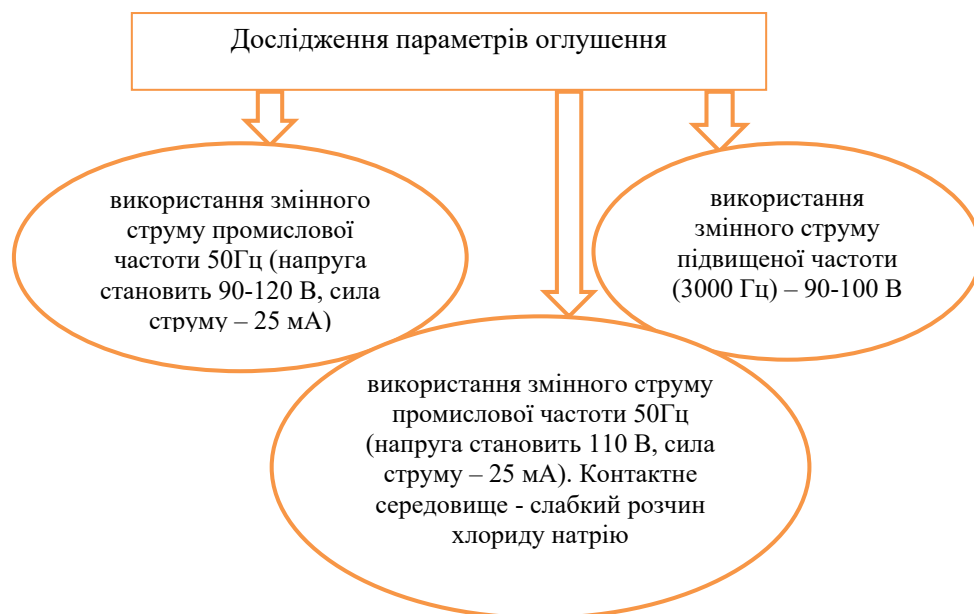 Дослідження параметрів оглушення
використання змінного
струму промислової
частоти 50Гц (напруга
становить 90-120 В, сила
струму – 25 мА)
використання
змінного струму
підвищеної частоти
(3000 Гц) – 90-100 В
використання змінного струму
промислової частоти 50Гц
(напруга становить 110 В, сила
струму – 25 мА). Контактне
середовище - слабкий розчин
хлориду натрію